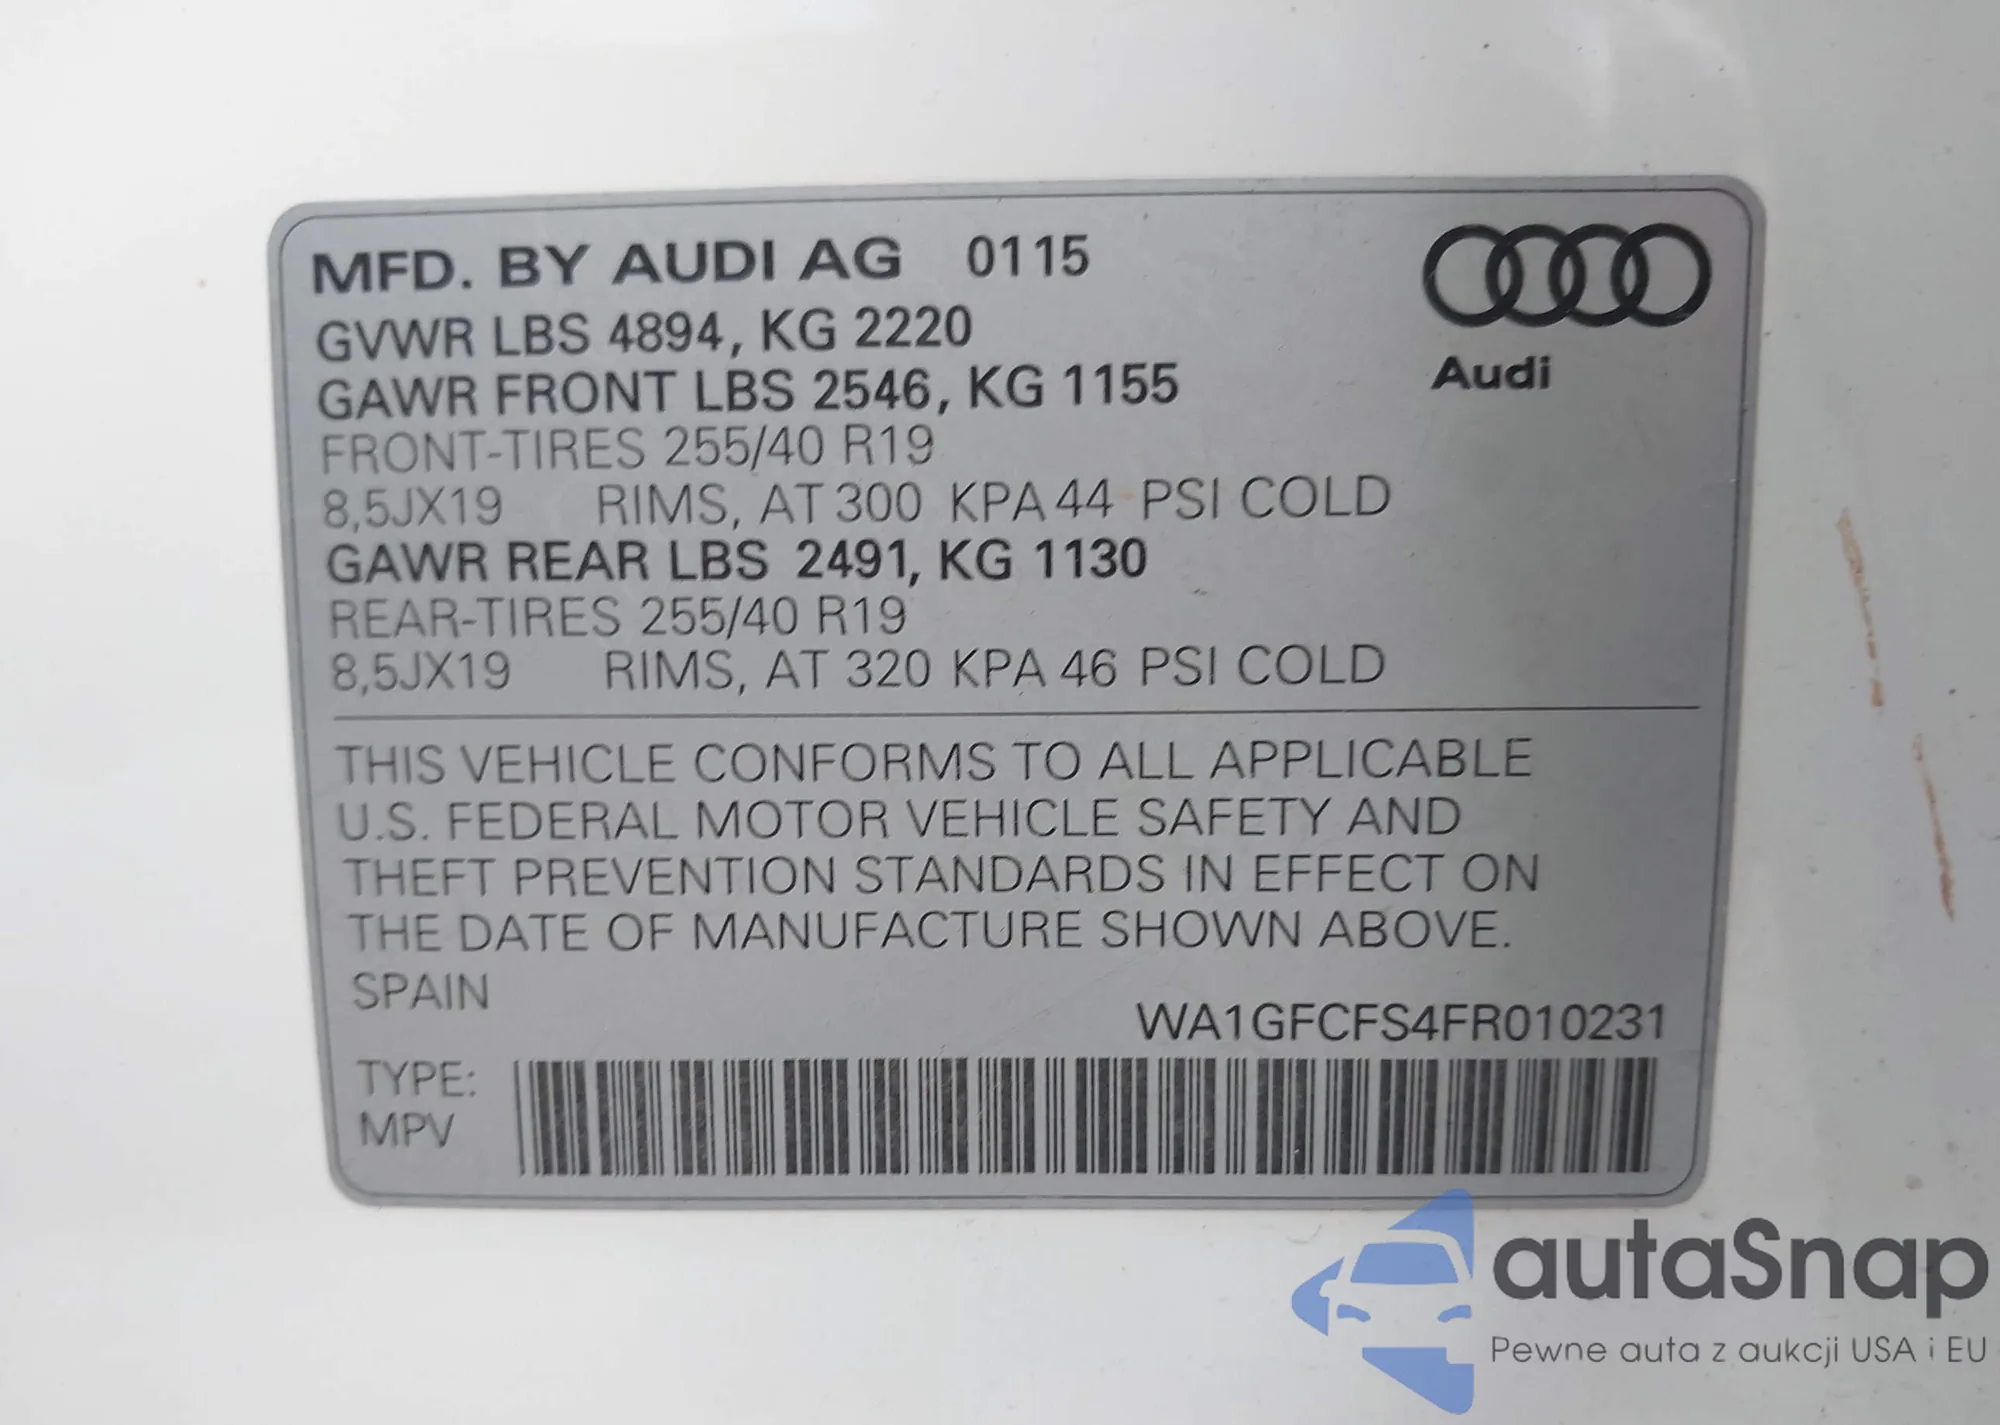 MFD. BY AUDI AG 0115
GVWR LBS 4894, KG 2220
GAWR FRONT LBS 2546, KG 1155
FRONT-TIRES 255/40 R19
8,5JX19 RIMS, AT 300 KPA 44 PSI COLD
GAWR REAR LBS 2491, KG 1130
REAR-TIRES 255/40 R19
8,5JX19 RIMS, AT 320 KPA 46 PSI COLD
Audi
THIS VEHICLE CONFORMS TO ALL APPLICABLE
U.S. FEDERAL MOTOR VEHICLE SAFETY AND
THEFT PREVENTION STANDARDS IN EFFECT ON
THE DATE OF MANUFACTURE SHOWN ABOVE.
SPAIN
WA1GFCFS4FR010231
TYPE:
MPV
autaSnap
Pewne auta z aukcji USA i EU